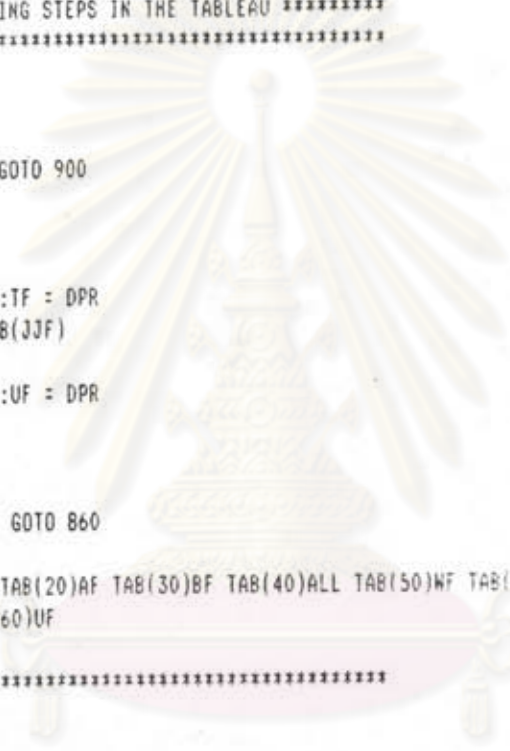 ING STEPS IN THE TABLEAU *********
*********************************
GOTO 900
:TF = DPR
B(JJF)
:UF = DPR
GOTO 860
TAB(20)AF TAB(30)BF TAB(40)ALL TAB(50)WF TAB(
60)UF
*********************************